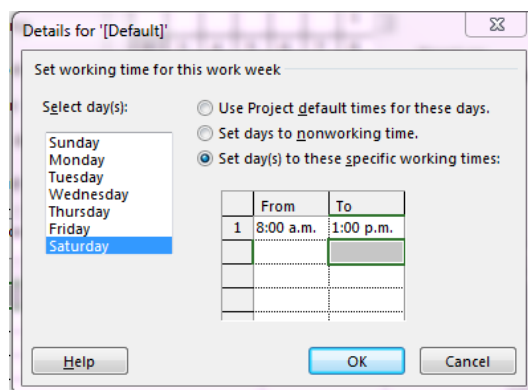 Details for '[Default]'
Set working time for this work week
Select day(s):
Sunday
Monday
Tuesday
Wednesday
Thursday
Friday
Saturday
Use Project default times for these days.
Set days to nonworking time.
Set day(s) to these specific working times:
From To
1 8:00 a.m. 1:00 p.m.
Help OK Cancel